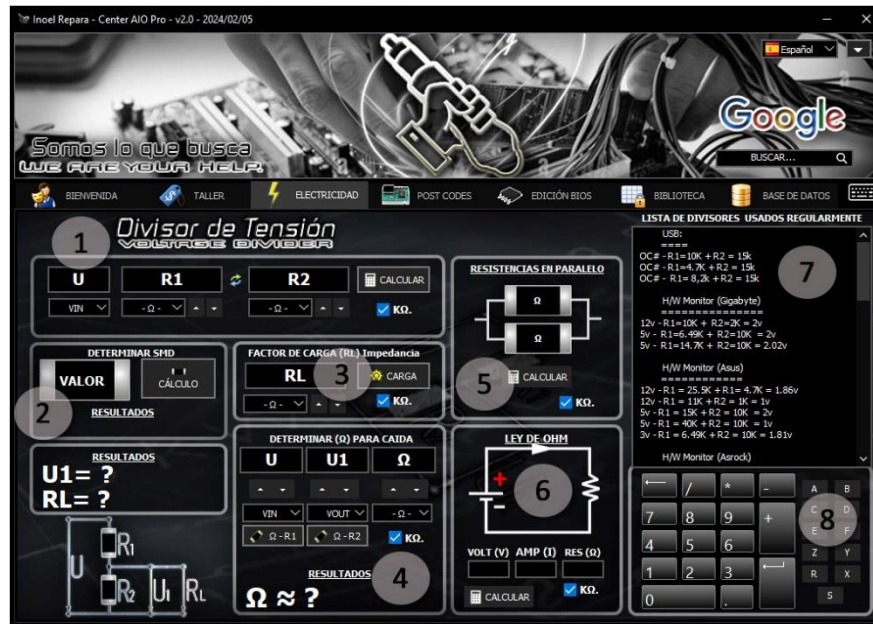 Inoel Repara - Center AIO Pro - v2.0 - 2024/02/05
Español
Somos lo que busca
WE ARE YOUR HELP.
Google
BUSCAR...
BIENVENIDA TALLER ELECTRICIDAD POST CODES EDICIÓN BIOS BIBLIOTECA BASE DE DATOS
1
Divisor de Tensión
VOLTAGE DIVIDER
U R1 R2 CALCULAR
VIN -Ω- -Ω- KΩ.
DETERMINAR SMD
VALOR CÁLCULO
2
RESULTADOS
FACTOR DE CARGA (RL) Impedancia
RL 3 CARGA
-Ω- KΩ.
RESULTADOS
U1= ?
RL= ?
U R1 R2 U1 RL
DETERMINAR (Ω) PARA CAIDA
U U1 Ω
VIN VOUT -Ω-
Ω-R1 Ω-R2 KΩ.
RESULTADOS
4
Ω ≈ ?
RESISTENCIAS EN PARALELO
Ω
Ω
5
CALCULAR
KΩ.
LEY DE OHM
+
-
6
VOLT (V) AMP (I) RES (Ω)
CALCULAR KΩ.
LISTA DE DIVISORES USADOS REGULARMENTE
7
USB:
====
OC# - R1=10K + R2 = 15k
OC# - R1=4.7K + R2 = 15k
OC# - R1= 8,2k + R2 = 15k
H/W Monitor (Gigabyte)
===============
12v - R1=10K + R2=2K = 2v
5v - R1=6.49K + R2=10K = 2v
5v - R1=14.7K + R2=10K = 2.02v
H/W Monitor (Asus)
============
12v - R1 = 25.5K + R1= 4.7K = 1.86v
12v - R1 = 11K + R2 = 1K = 1v
5v - R1 = 15K + R2 = 10K = 2v
5v - R1 = 40K + R2 = 10K = 1v
3v - R1 = 6.49K + R2 = 10K = 1.81v
H/W Monitor (Asrock)
← / * - A B
7 8 9 + C D
8
E F
4 5 6 Z Y
1 2 3 R X
0 . S